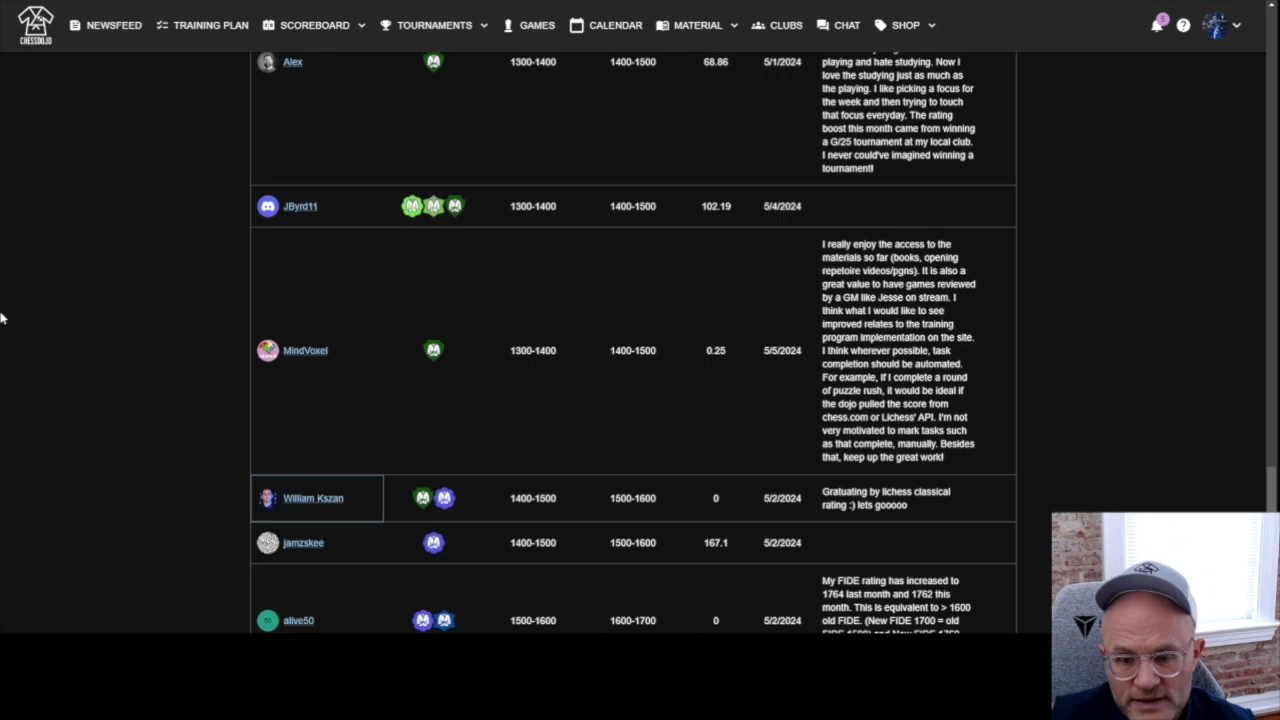 CHESSDOJO
NEWSFEED
TRAINING PLAN
SCOREBOARD
TOURNAMENTS
GAMES
CALENDAR
MATERIAL
CLUBS
CHAT
SHOP
3
Alex
1300-1400
1400-1500
68.86
5/1/2024
playing and hate studying. Now I
love the studying just as much as
the playing. I like picking a focus for
the week and then trying to touch
that focus everyday. The rating
boost this month came from winning
a G/25 tournament at my local club.
I never could've imagined winning a
tournament!
JByrd11
1300-1400
1400-1500
102.19
5/4/2024
MindVoxel
1300-1400
1400-1500
0.25
5/5/2024
I really enjoy the access to the
materials so far (books, opening
repetoire videos/pgns). It is also a
great value to have games reviewed
by a GM like Jesse on stream. I
think what I would like to see
improved relates to the training
program implementation on the site.
I think wherever possible, task
completion should be automated.
For example, if I complete a round
of puzzle rush, it would be ideal if
the dojo pulled the score from
chess.com or Lichess' API. I'm not
very motivated to mark tasks such
as that complete, manually. Besides
that, keep up the great work!
William Kszan
1400-1500
1500-1600
0
5/2/2024
Gratuating by lichess classical
rating :) lets gooooo
jamzskee
1400-1500
1500-1600
167.1
5/2/2024
alive50
1500-1600
1600-1700
0
5/2/2024
My FIDE rating has increased to
1764 last month and 1762 this
month. This is equivalent to > 1600
old FIDE. (New FIDE 1700 = old